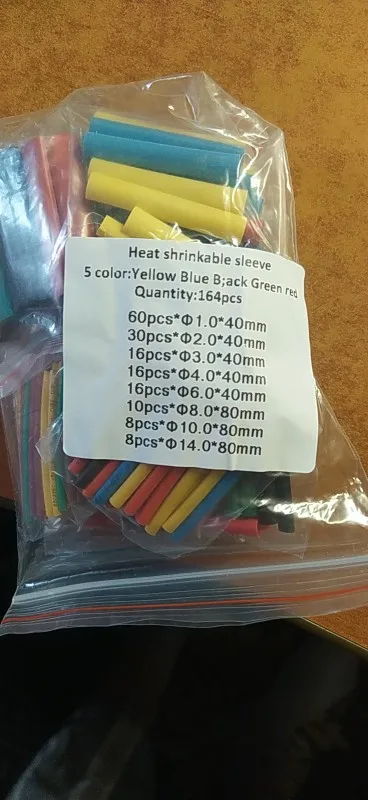 Heat shrinkable sleeve
5 color:Yellow Blue B;ack Green red
Quantity:164pcs
60pcs*Φ1.0*40mm
30pcs*Φ2.0*40mm
16pcs*Φ3.0*40mm
16pcs*Φ4.0*40mm
16pcs*Φ6.0*40mm
10pcs*Φ8.0*80mm
8pcs*Φ10.0*80mm
8pcs*Φ14.0*80mm